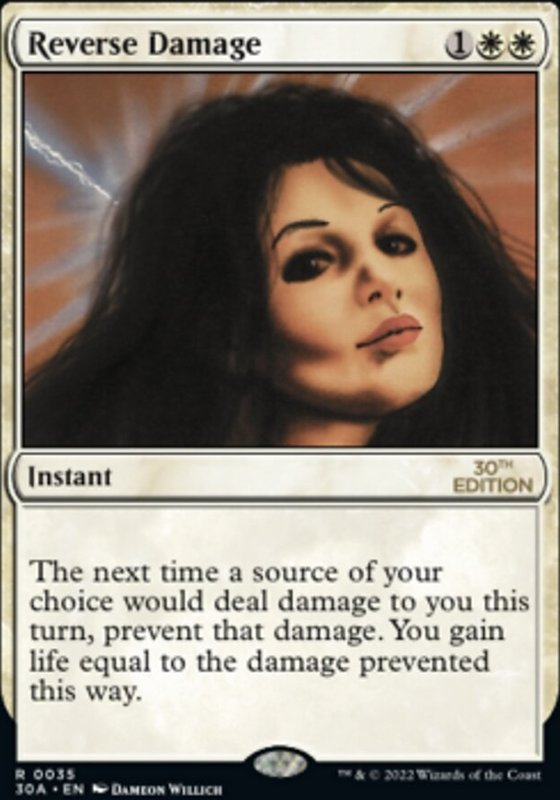 Reverse Damage 1
Instant
30TH
EDITION
The next time a source of your
choice would deal damage to you this
turn, prevent that damage. You gain
life equal to the damage prevented
this way.
R 0035
30A • EN DAMEON WILLICH
™ & © 2022 Wizards of the Coast